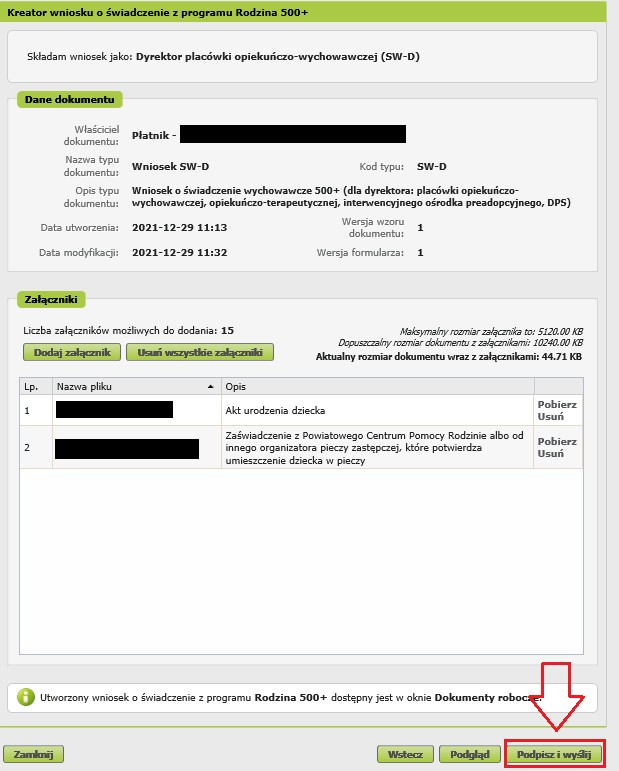 Kreator wniosku o świadczenie z programu Rodzina 500+
Składam wniosek jako: Dyrektor placówki opiekuńczo-wychowawczej (SW-D)
Dane dokumentu
Właściciel
dokumentu: Płatnik -
Nazwa typu
dokumentu: Wniosek SW-D Kod typu: SW-D
Opis typu
dokumentu: Wniosek o świadczenie wychowawcze 500+ (dla dyrektora: placówki opiekuńczo-
wychowawczej, opiekuńczo-terapeutycznej, interwencyjnego ośrodka preadopcyjnego, DPS)
Data utworzenia: 2021-12-29 11:13 Wersja wzoru
dokumentu: 1
Data modyfikacji: 2021-12-29 11:32 Wersja formularza: 1
Załączniki
Liczba załączników możliwych do dodania: 15
Maksymalny rozmiar załącznika to: 5120.00 KB
Dopuszczalny rozmiar dokumentu z załącznikami: 10240.00 KB
Dodaj załącznik Usuń wszystkie załączniki Aktualny rozmiar dokumentu wraz z załącznikami: 44.71 KB
Lp. Nazwa pliku Opis
1 Akt urodzenia dziecka Pobierz
Usuń
2 Zaświadczenie z Powiatowego Centrum Pomocy Rodzinie albo od
innego organizatora pieczy zastępczej, które potwierdza
umieszczenie dziecka w pieczy
Pobierz
Usuń
Utworzony wniosek o świadczenie z programu Rodzina 500+ dostępny jest w oknie Dokumenty robocze.
Zamknij Wstecz Podgląd Podpisz i wyślij